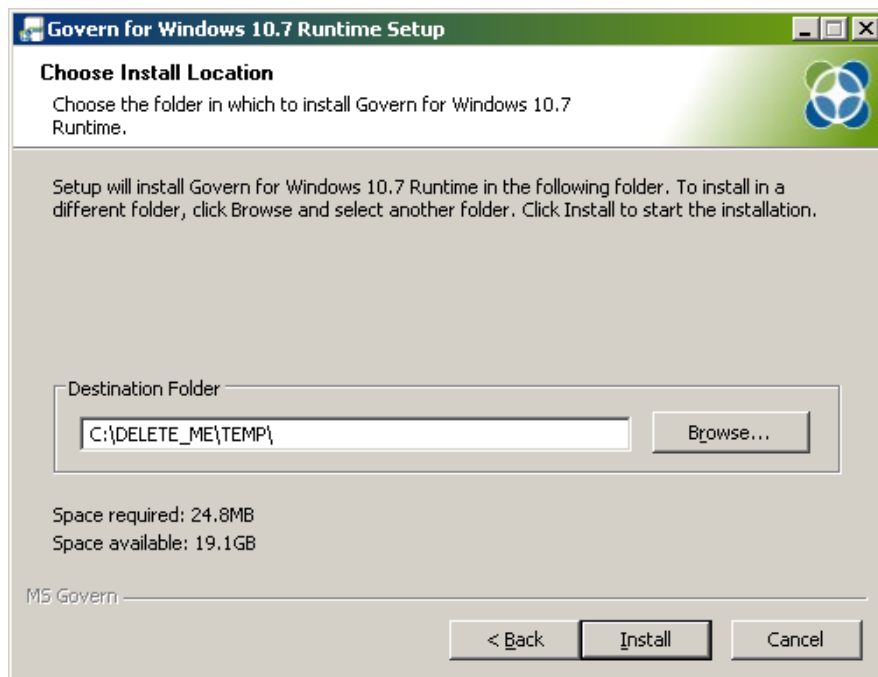 Govern for Windows 10.7 Runtime Setup
Choose Install Location
Choose the folder in which to install Govern for Windows 10.7
Runtime.
Setup will install Govern for Windows 10.7 Runtime in the following folder. To install in a
different folder, click Browse and select another folder. Click Install to start the installation.
Destination Folder
C:\DELETE_ME\TEMP\
Browse...
Space required: 24.8MB
Space available: 19.1GB
MS Govern
< Back Install Cancel